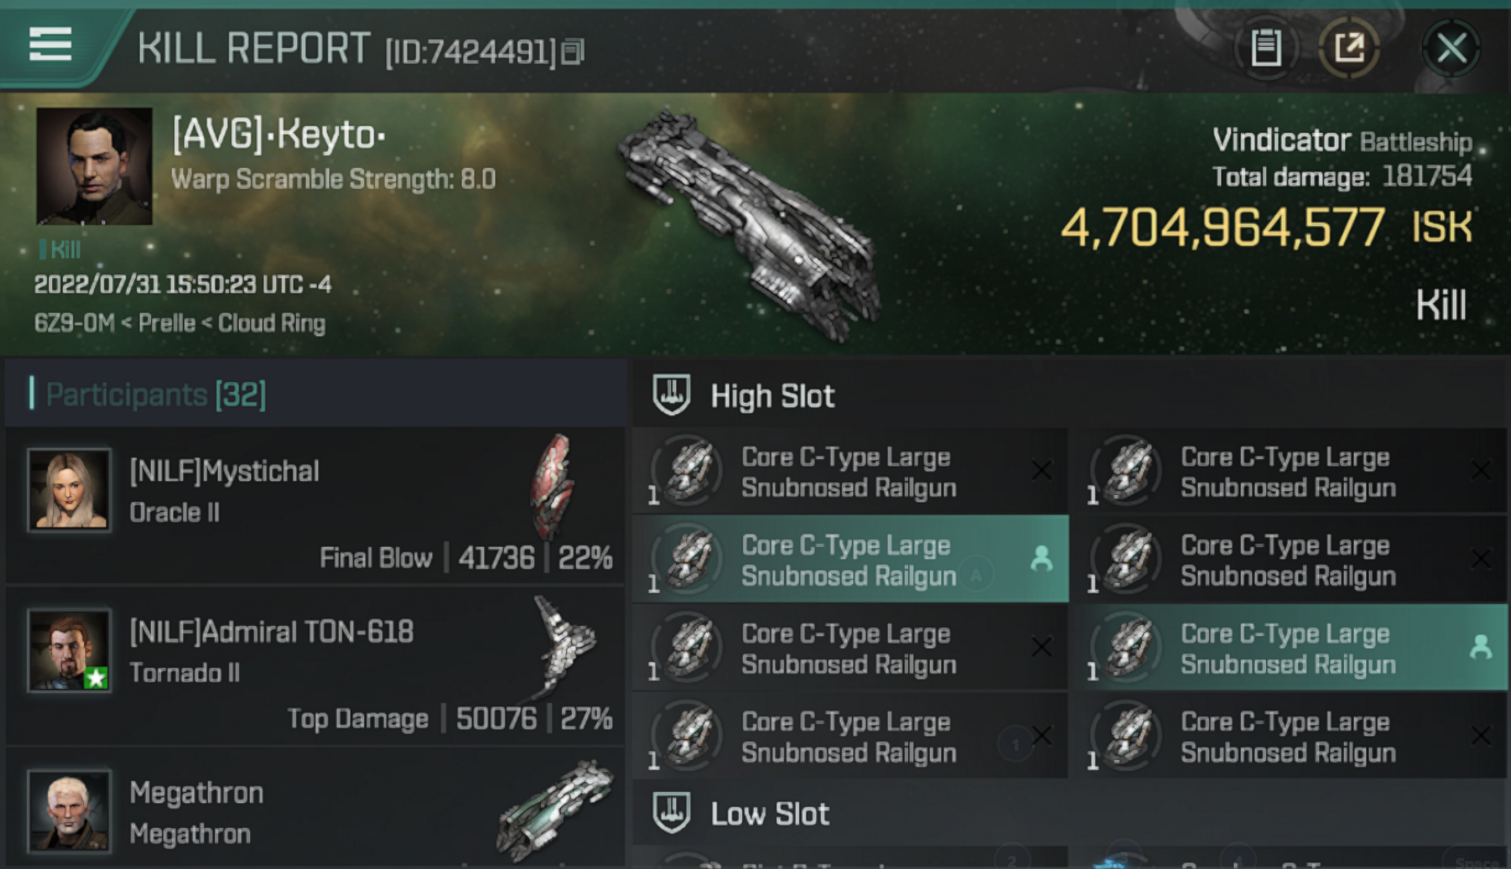 KILL REPORT [ID:7424491]
[AVG]·Keyto·
Warp Scramble Strength: 8.0
Kill
2022/07/31 15:50:23 UTC -4
6Z9-0M < Prelle < Cloud Ring
Vindicator Battleship
Total damage: 181754
4,704,964,577 ISK
Kill
Participants [32]
[NILF]Mystichal
Oracle II
Final Blow | 41736 | 22%
[NILF]Admiral TON-618
Tornado II
Top Damage | 50076 | 27%
Megathron
Megathron
High Slot
Core C-Type Large
Snubnosed Railgun
1
Core C-Type Large
Snubnosed Railgun
1
Core C-Type Large
Snubnosed Railgun
1
A
Core C-Type Large
Snubnosed Railgun
1
Core C-Type Large
Snubnosed Railgun
1
Core C-Type Large
Snubnosed Railgun
1
Core C-Type Large
Snubnosed Railgun
1
1
Core C-Type Large
Snubnosed Railgun
1
Low Slot
2
Space